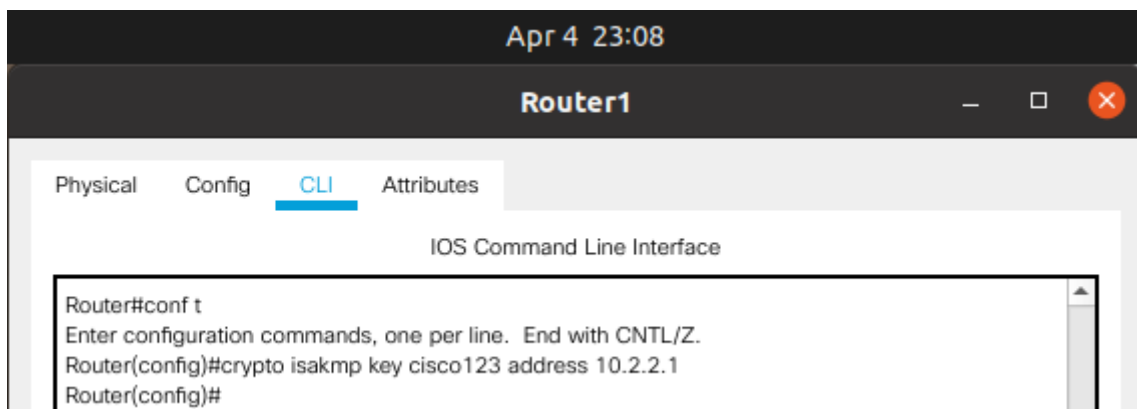 Apr 4 23:08
Router1
Physical Config CLI Attributes
IOS Command Line Interface
Router#conf t
Enter configuration commands, one per line. End with CNTL/Z.
Router(config)#crypto isakmp key cisco123 address 10.2.2.1
Router(config)#